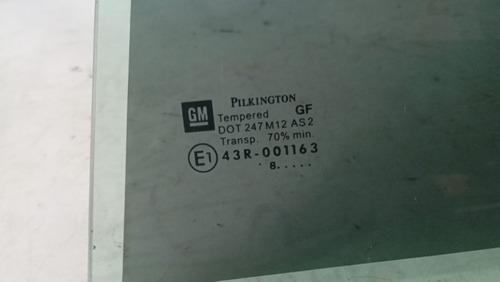 PILKINGTON
GM
Tempered GF
DOT 247 M12 AS2
Transp. 70% min.
E1 43R-001163
8.....